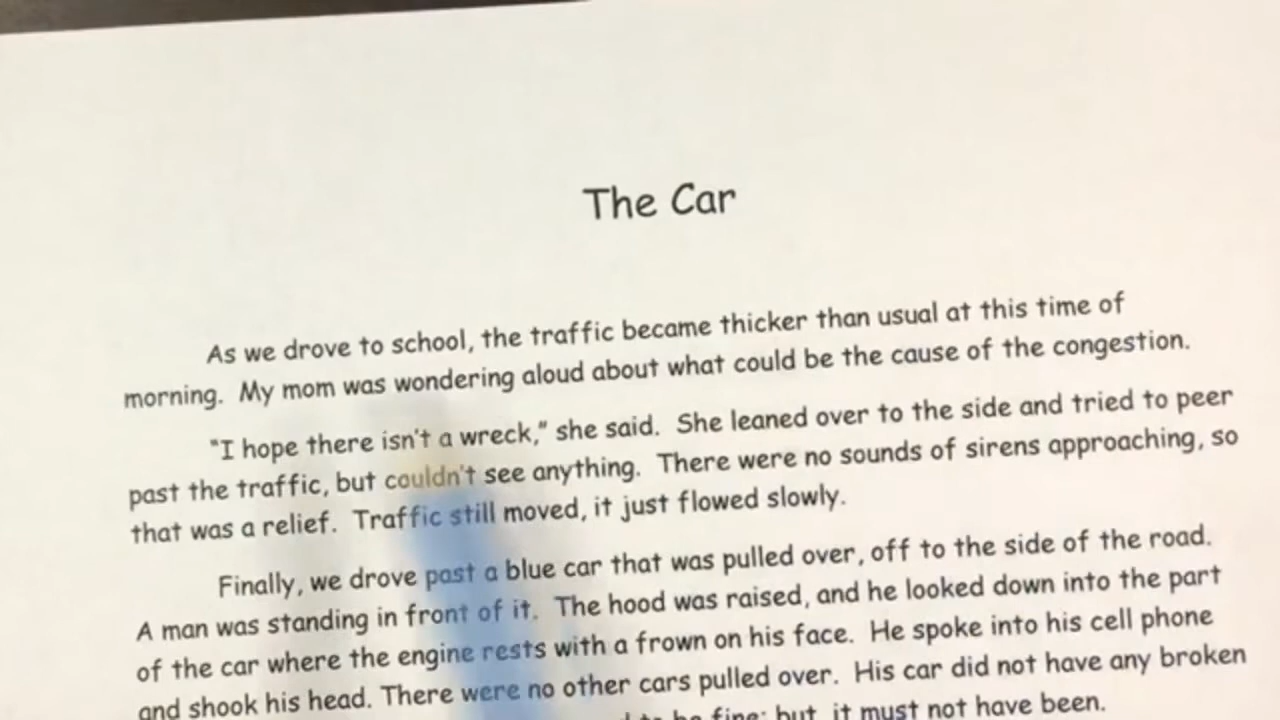 The Car
As we drove to school, the traffic became thicker than usual at this time of
morning. My mom was wondering aloud about what could be the cause of the congestion.
"I hope there isn't a wreck," she said. She leaned over to the side and tried to peer
past the traffic, but couldn't see anything. There were no sounds of sirens approaching, so
that was a relief. Traffic still moved, it just flowed slowly.
Finally, we drove past a blue car that was pulled over, off to the side of the road.
A man was standing in front of it. The hood was raised, and he looked down into the part
of the car where the engine rests with a frown on his face. He spoke into his cell phone
and shook his head. There were no other cars pulled over. His car did not have any broken
to be fine; but, it must not have been.